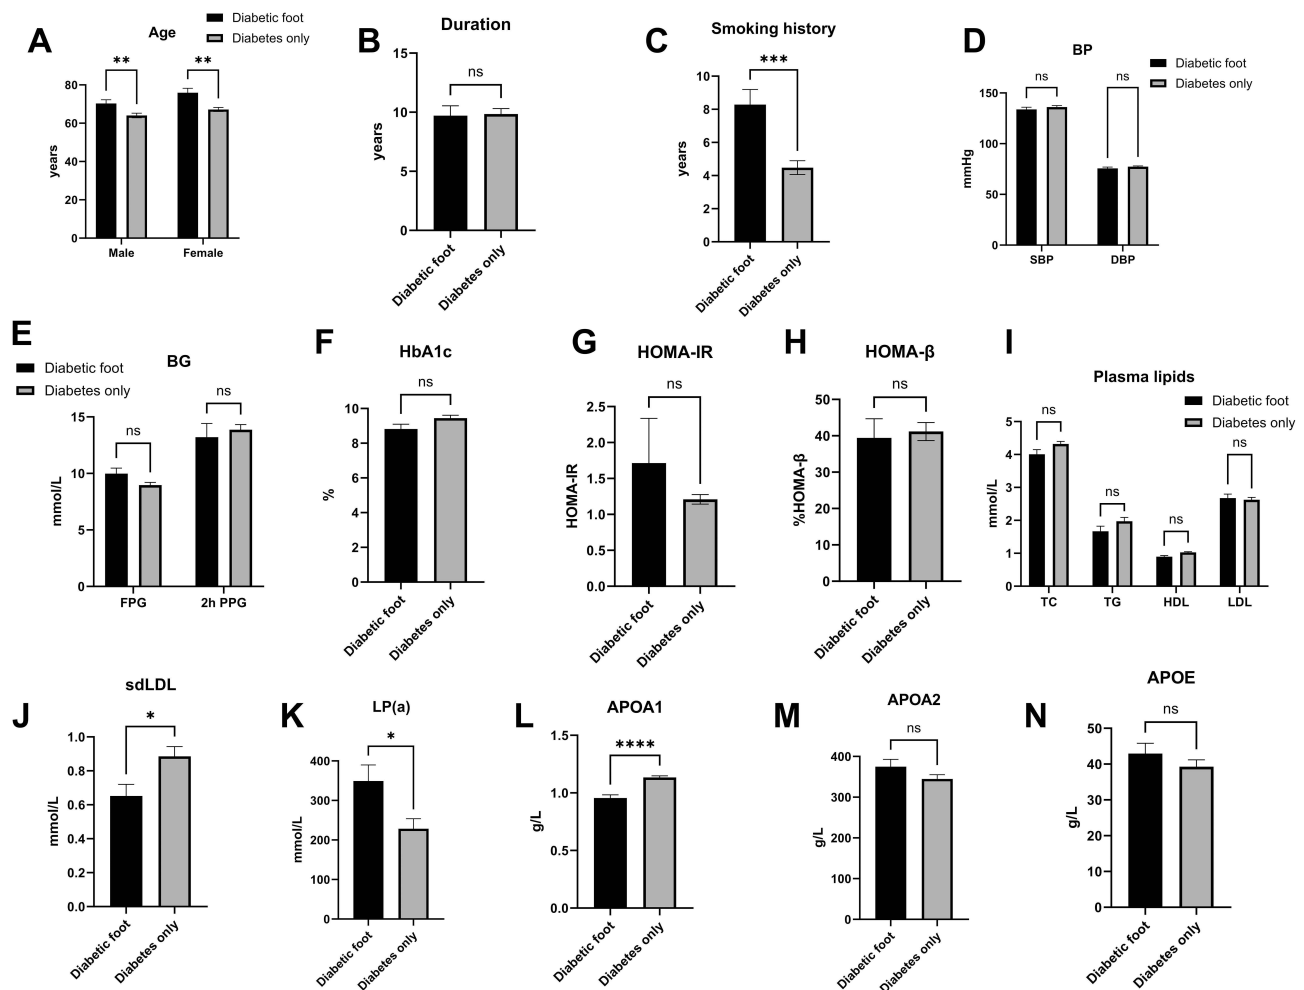 A
Age
Diabetic foot
Diabetes only
**
**
years
80
60
40
20
0
Male
Female
B
Duration
ns
years
15
10
5
0
Diabetic foot
Diabetes only
C
Smoking history
***
years
10
8
6
4
2
0
Diabetic foot
Diabetes only
D
BP
Diabetic foot
Diabetes only
ns
ns
mmHg
150
100
50
0
SBP
DBP
E
BG
Diabetic foot
Diabetes only
ns
ns
mmol/L
15
10
5
0
FPG
2h PPG
F
HbA1c
ns
%
10
8
6
4
2
0
Diabetic foot
Diabetes only
G
HOMA-IR
ns
HOMA-IR
2.5
2.0
1.5
1.0
0.5
0.0
Diabetic foot
Diabetes only
H
HOMA-β
ns
%HOMA-β
50
40
30
20
10
0
Diabetic foot
Diabetes only
I
Plasma lipids
Diabetic foot
Diabetes only
ns
ns
ns
ns
mmol/L
5
4
3
2
1
0
TC
TG
HDL
LDL
J
sdLDL
*
mmol/L
1.0
0.8
0.6
0.4
0.2
0.0
Diabetic foot
Diabetes only
K
LP(a)
*
mmol/L
400
300
200
100
0
Diabetic foot
Diabetes only
L
APOA1
****
g/L
1.5
1.0
0.5
0.0
Diabetic foot
Diabetes only
M
APOA2
ns
g/L
400
300
200
100
0
Diabetic foot
Diabetes only
N
APOE
ns
g/L
50
40
30
20
10
0
Diabetic foot
Diabetes only